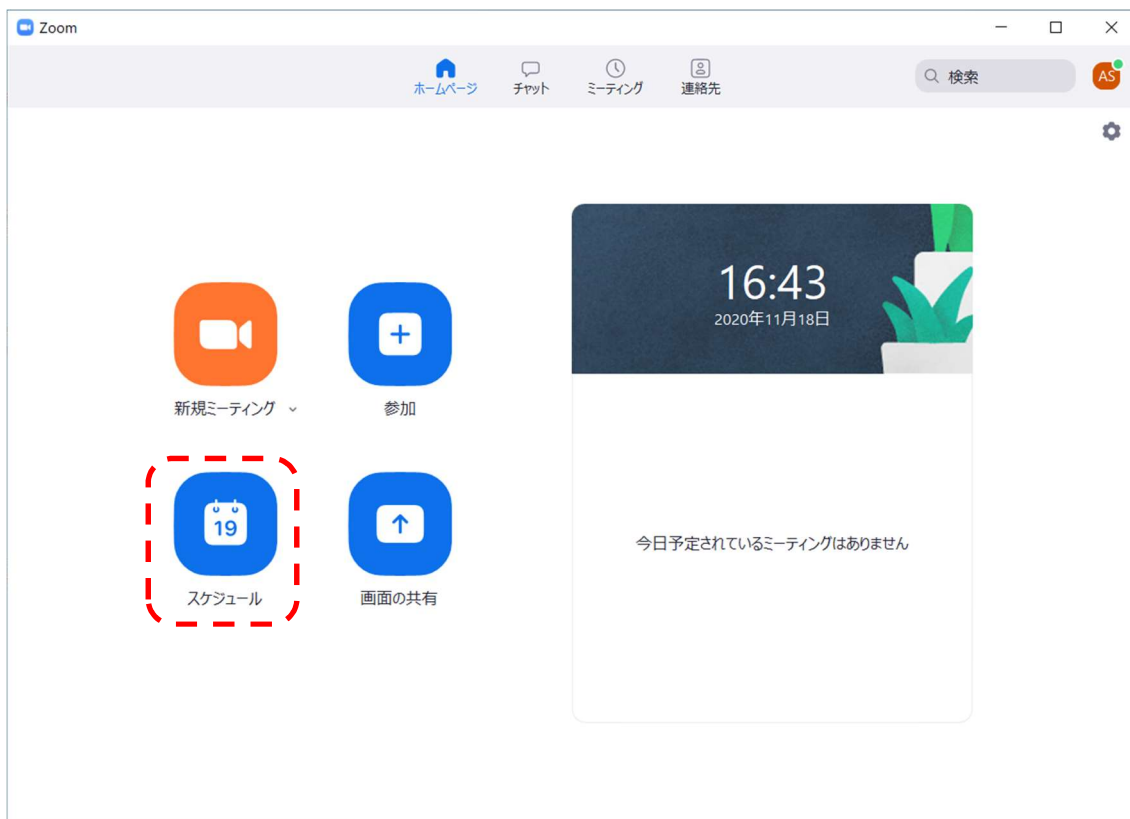 Zoom
ホームページ
チャット
ミーティング
連絡先
検索
AS
16:43
2020年11月18日
新規ミーティング
参加
19
スケジュール
画面の共有
今日予定されているミーティングはありません